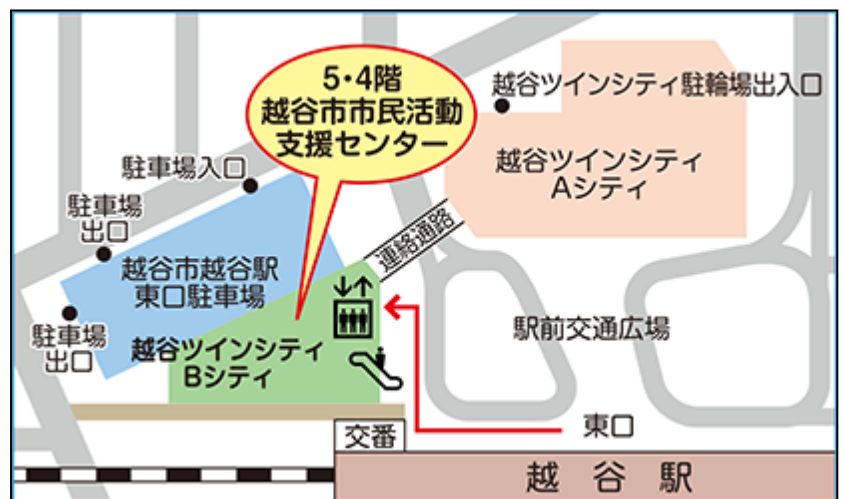 5・4階
越谷市市民活動
支援センター
越谷ツインシティ駐輪場出入口
越谷ツインシティ
Aシティ
駐車場入口
駐車場
出口
連絡通路
越谷市越谷駅
東口駐車場
駐車場
出口
越谷ツインシティ
Bシティ
駅前交通広場
東口
交番
越谷駅